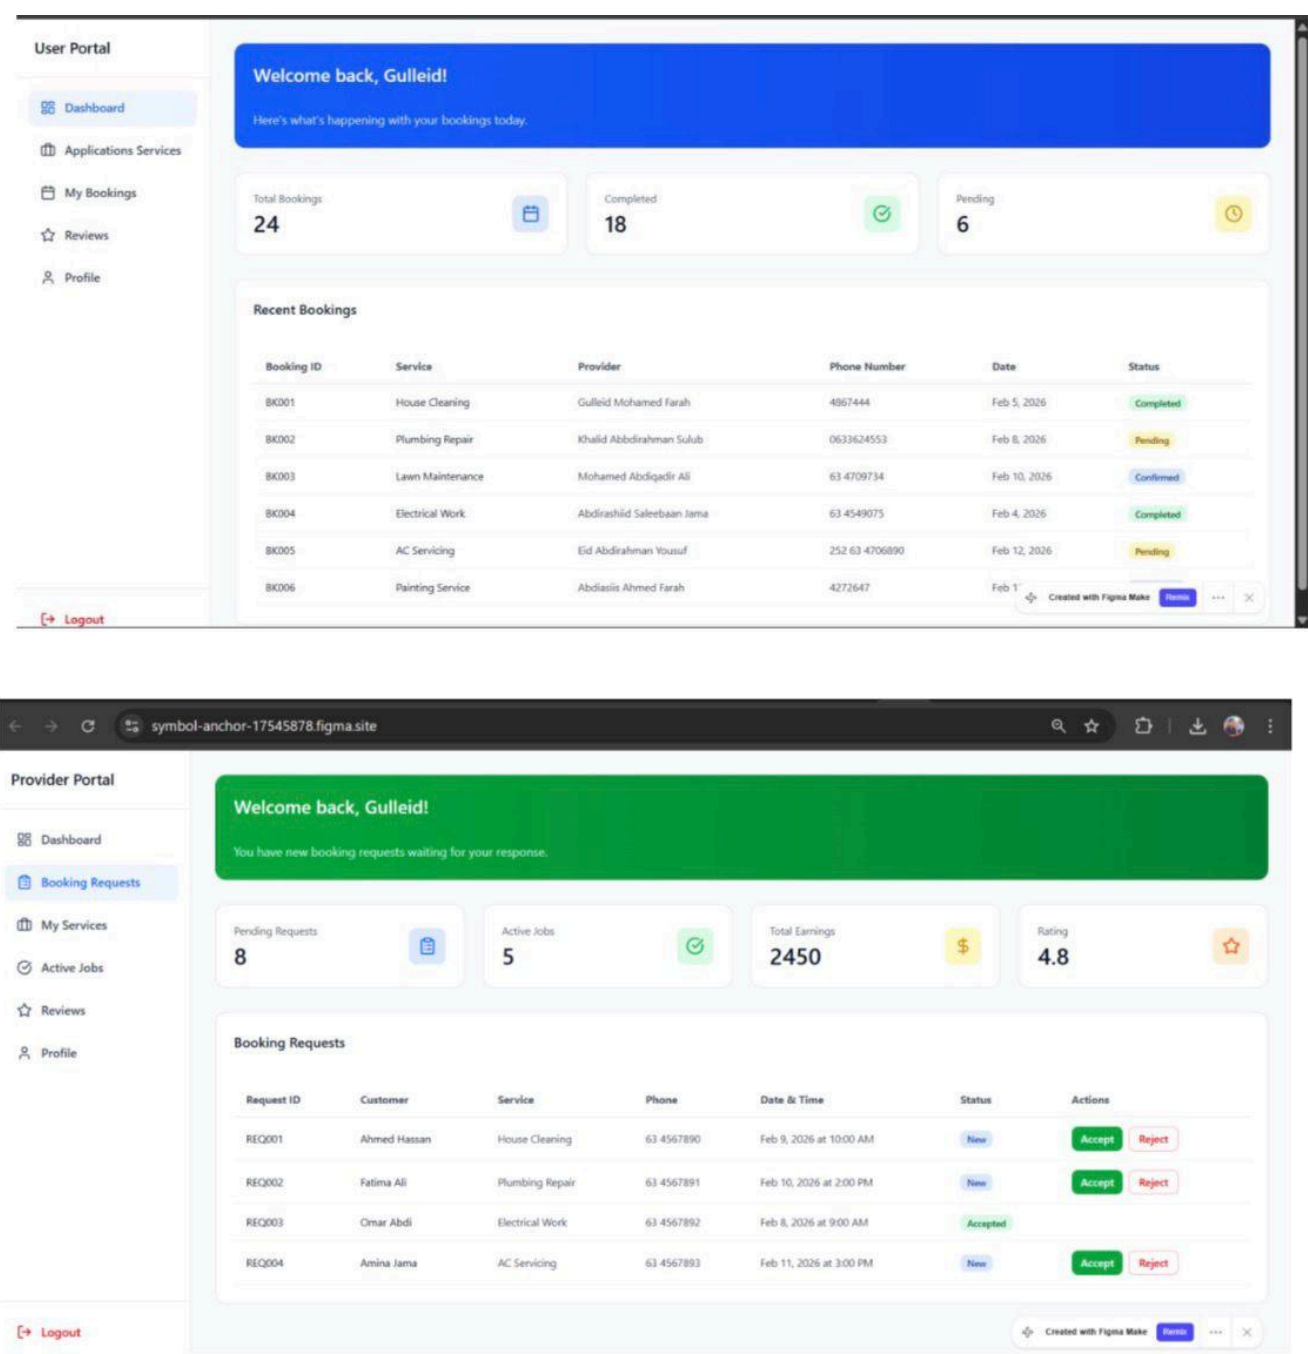 User Portal
Dashboard
Applications Services
My Bookings
Reviews
Profile
Logout
Welcome back, Gulleid!
Here's what's happening with your bookings today.
Total Bookings
24
Completed
18
Pending
6
Recent Bookings
Booking ID Service Provider Phone Number Date Status
BK001 House Cleaning Gulleid Mohamed Farah 4867444 Feb 5, 2026 Completed
BK002 Plumbing Repair Khalid Abbdirahman Sulub 0633624553 Feb 8, 2026 Pending
BK003 Lawn Maintenance Mohamed Abdiqadir Ali 63 4709734 Feb 10, 2026 Confirmed
BK004 Electrical Work Abdirashiid Saleebaan Jama 63 4549075 Feb 4, 2026 Completed
BK005 AC Servicing Eid Abdirahman Yousuf 252 63 4706890 Feb 12, 2026 Pending
BK006 Painting Service Abdiasiis Ahmed Farah 4272647 Feb 1
Created with Figma Make Remix
symbol-anchor-17545878.figma.site
Provider Portal
Dashboard
Booking Requests
My Services
Active Jobs
Reviews
Profile
Logout
Welcome back, Gulleid!
You have new booking requests waiting for your response.
Pending Requests
8
Active Jobs
5
Total Earnings
2450
Rating
4.8
Booking Requests
Request ID Customer Service Phone Date & Time Status Actions
REQ001 Ahmed Hassan House Cleaning 63 4567890 Feb 9, 2026 at 10:00 AM New Accept Reject
REQ002 Fatima Ali Plumbing Repair 63 4567891 Feb 10, 2026 at 2:00 PM New Accept Reject
REQ003 Omar Abdi Electrical Work 63 4567892 Feb 8, 2026 at 9:00 AM Accepted
REQ004 Amina Jama AC Servicing 63 4567893 Feb 11, 2026 at 3:00 PM New Accept Reject
Created with Figma Make Remix